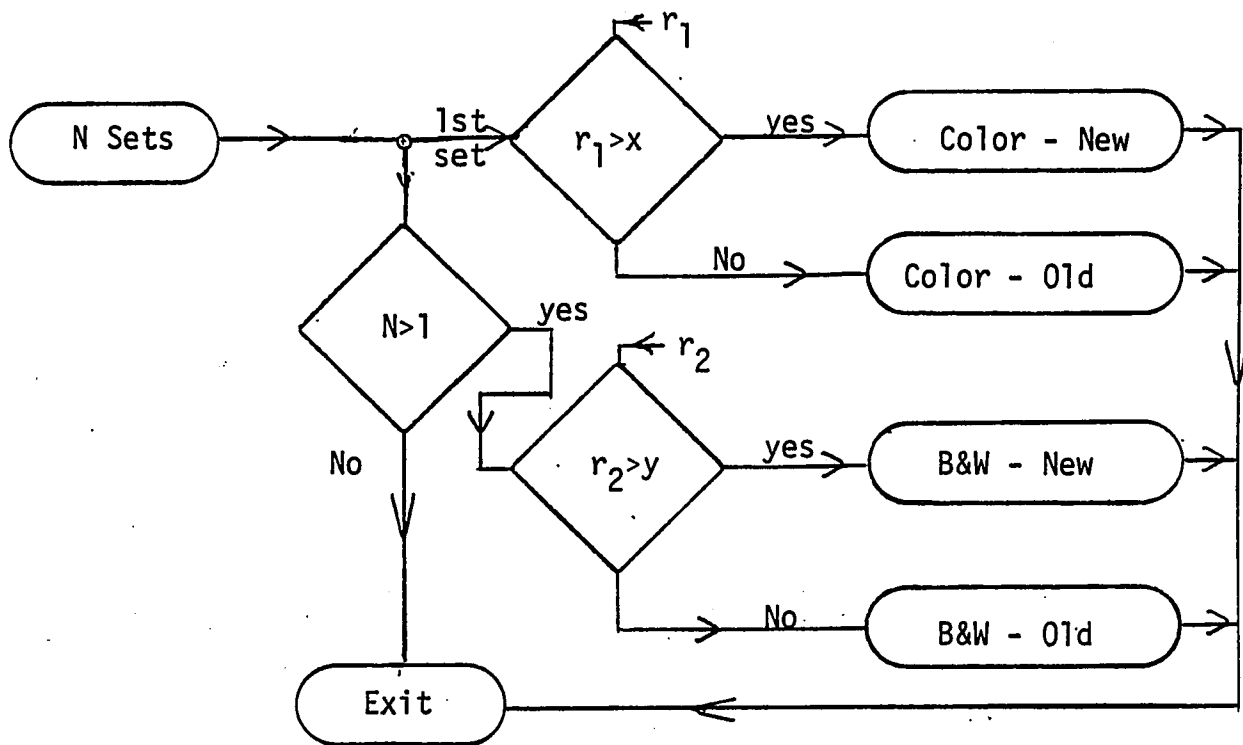 r1
N Sets
1st
set
r1>x
yes
Color - New
No
Color - Old
N>1
yes
r2
No
r2>y
yes
B&W - New
No
B&W - Old
Exit